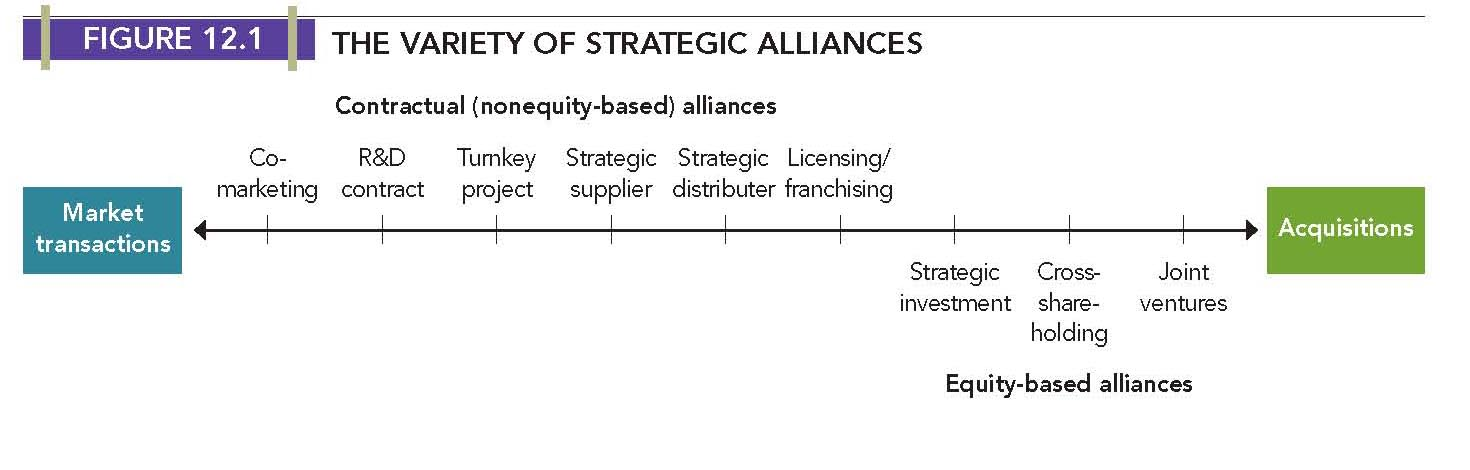 FIGURE 12.1
THE VARIETY OF STRATEGIC ALLIANCES
Contractual (nonequity-based) alliances
Co-
marketing
R&D
contract
Turnkey
project
Strategic
supplier
Strategic
distributer
Licensing/
franchising
Market
transactions
Acquisitions
Strategic
investment
Cross-
share-
holding
Joint
ventures
Equity-based alliances